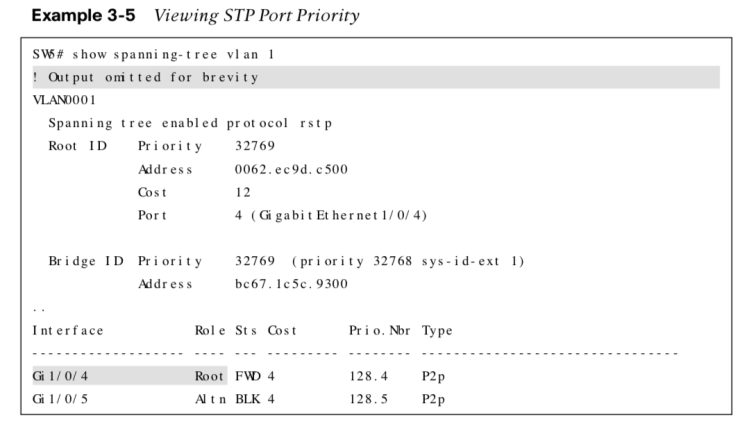 Example 3-5 Viewing STP Port Priority
SW5# show spanning-tree vlan 1
! Output omitted for brevity
VLAN0001
Spanning tree enabled protocol rstp
Root ID Priority 32769
Address 0062.ec9d.c500
Cost 12
Port 4 (GigabitEthernet1/0/4)
Bridge ID Priority 32769 (priority 32768 sys-id-ext 1)
Address bc67.1c5c.9300
..
Interface Role Sts Cost Prio.Nbr Type
------------------- ---- --- --------- -------- --------------------------------
Gi1/0/4 Root FWD 4 128.4 P2p
Gi1/0/5 Altn BLK 4 128.5 P2p